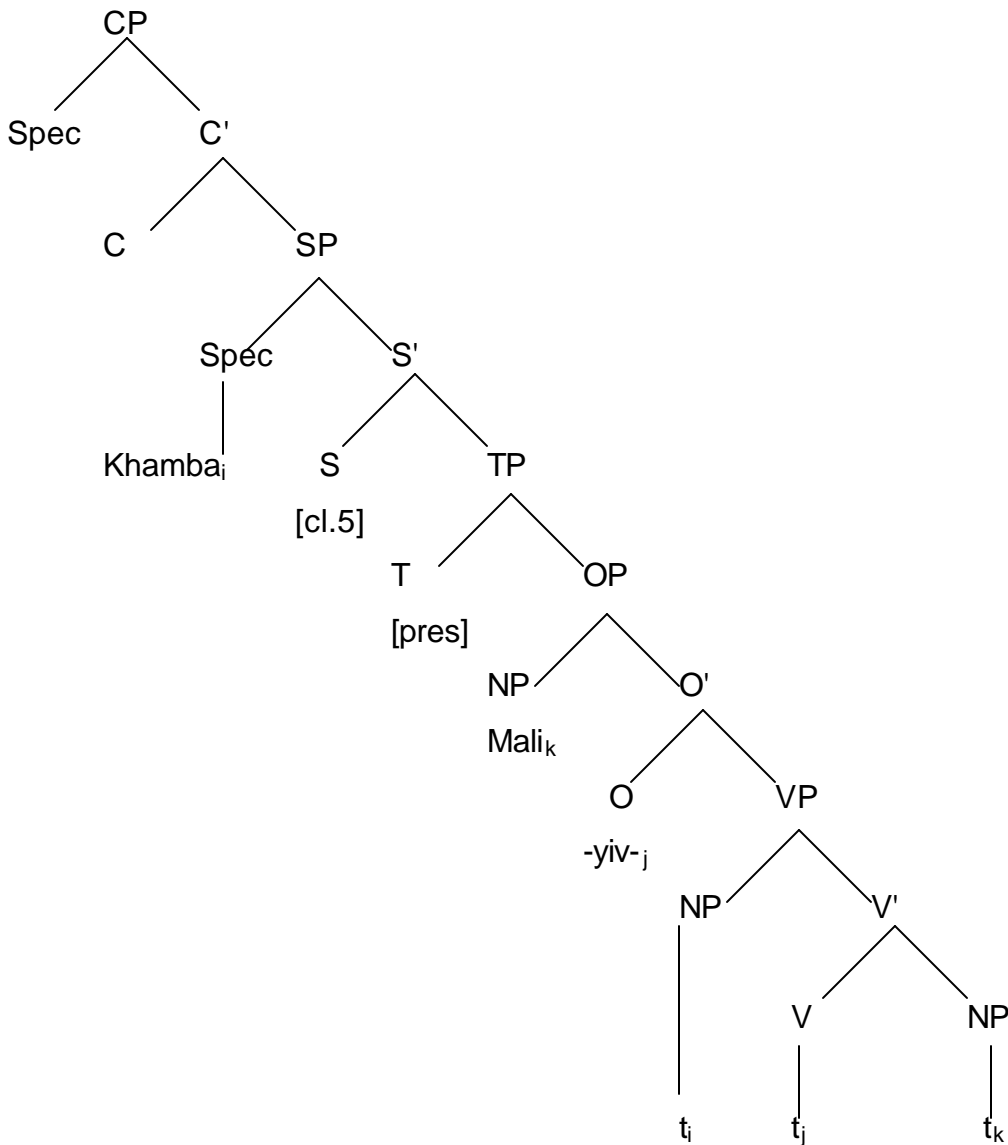 CP
Spec C'
C SP
Spec S'
Khambaᵢ S TP
[cl.5]
T OP
[pres]
NP O'
Maliₖ
O VP
-yiv-ⱼ
NP V'
V NP
tᵢ tⱼ tₖ